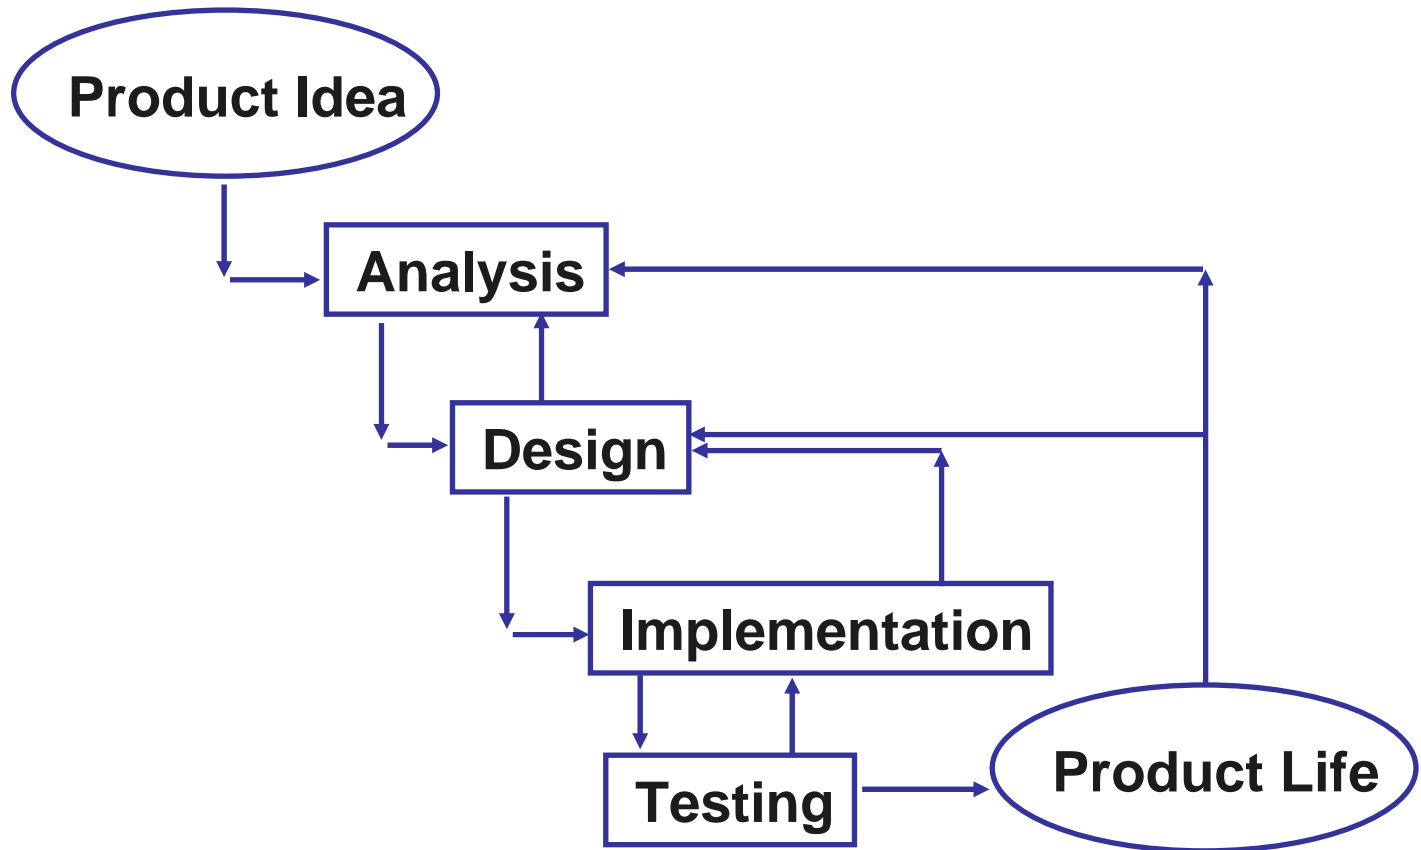 Product Idea
Analysis
Design
Implementation
Testing
Product Life